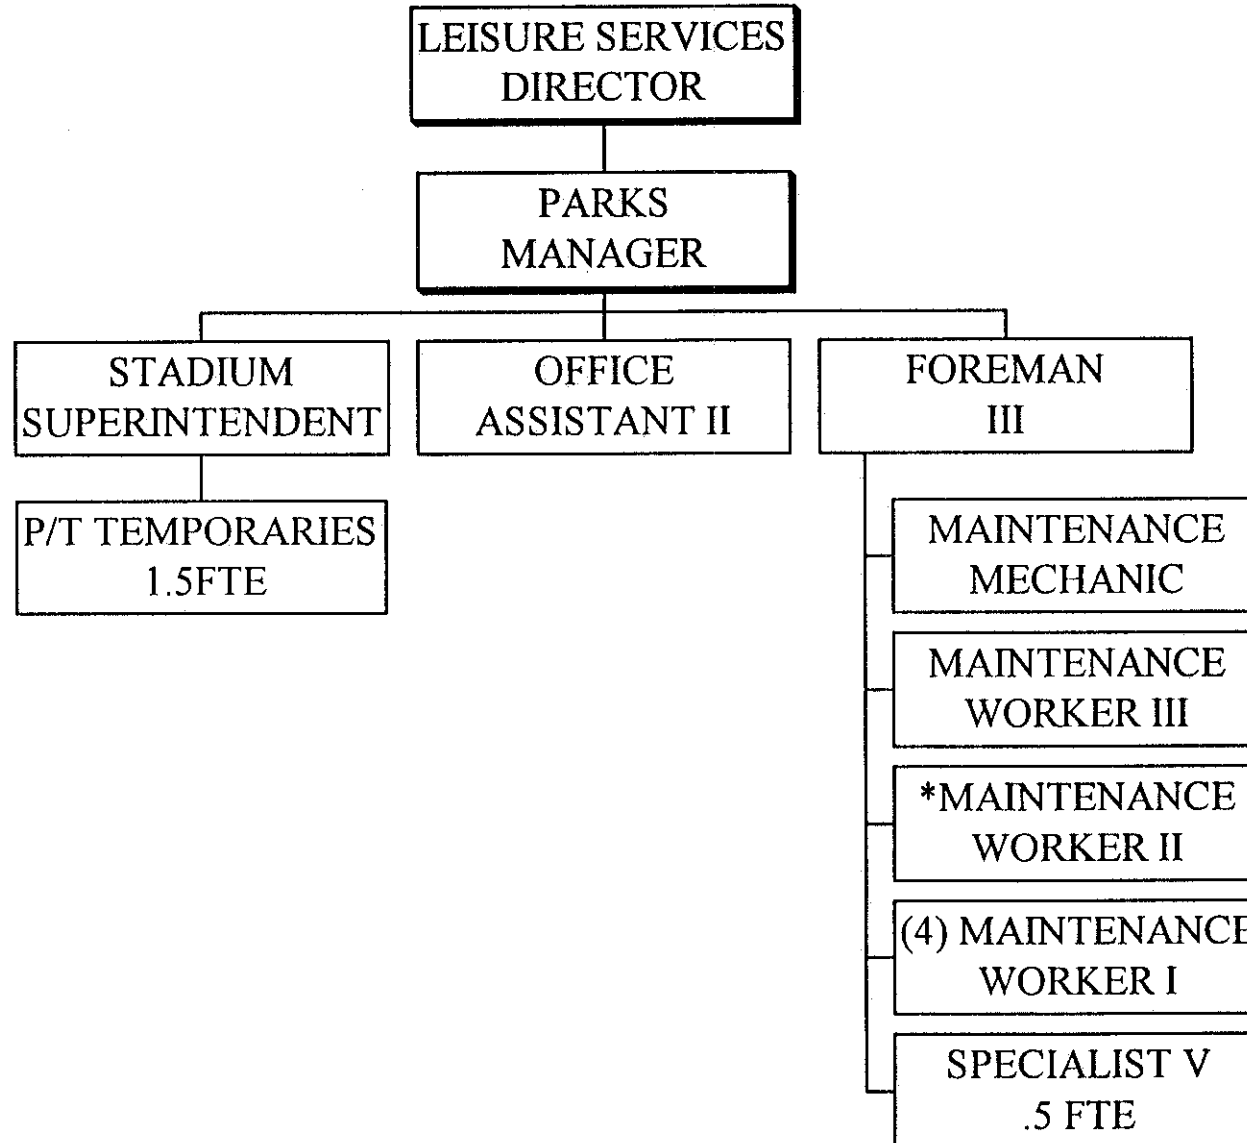 LEISURE SERVICES
DIRECTOR
PARKS
MANAGER
STADIUM
SUPERINTENDENT
OFFICE
ASSISTANT II
FOREMAN
III
P/T TEMPORARIES
1.5FTE
MAINTENANCE
MECHANIC
MAINTENANCE
WORKER III
*MAINTENANCE
WORKER II
(4) MAINTENANCE
WORKER I
SPECIALIST V
.5 FTE